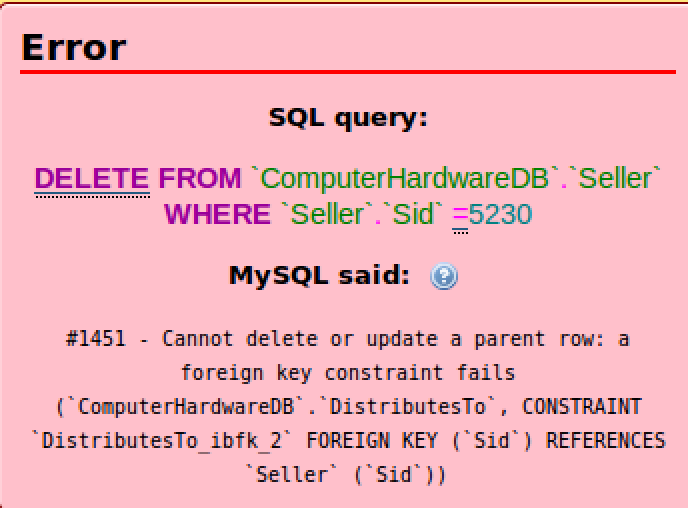 Error
SQL query:
DELETE FROM `ComputerHardwareDB`.`Seller`
WHERE `Seller`.`Sid` =5230
MySQL said:
#1451 - Cannot delete or update a parent row: a
foreign key constraint fails
(`ComputerHardwareDB`.`DistributesTo`, CONSTRAINT
`DistributesTo_ibfk_2` FOREIGN KEY (`Sid`) REFERENCES
`Seller` (`Sid`))